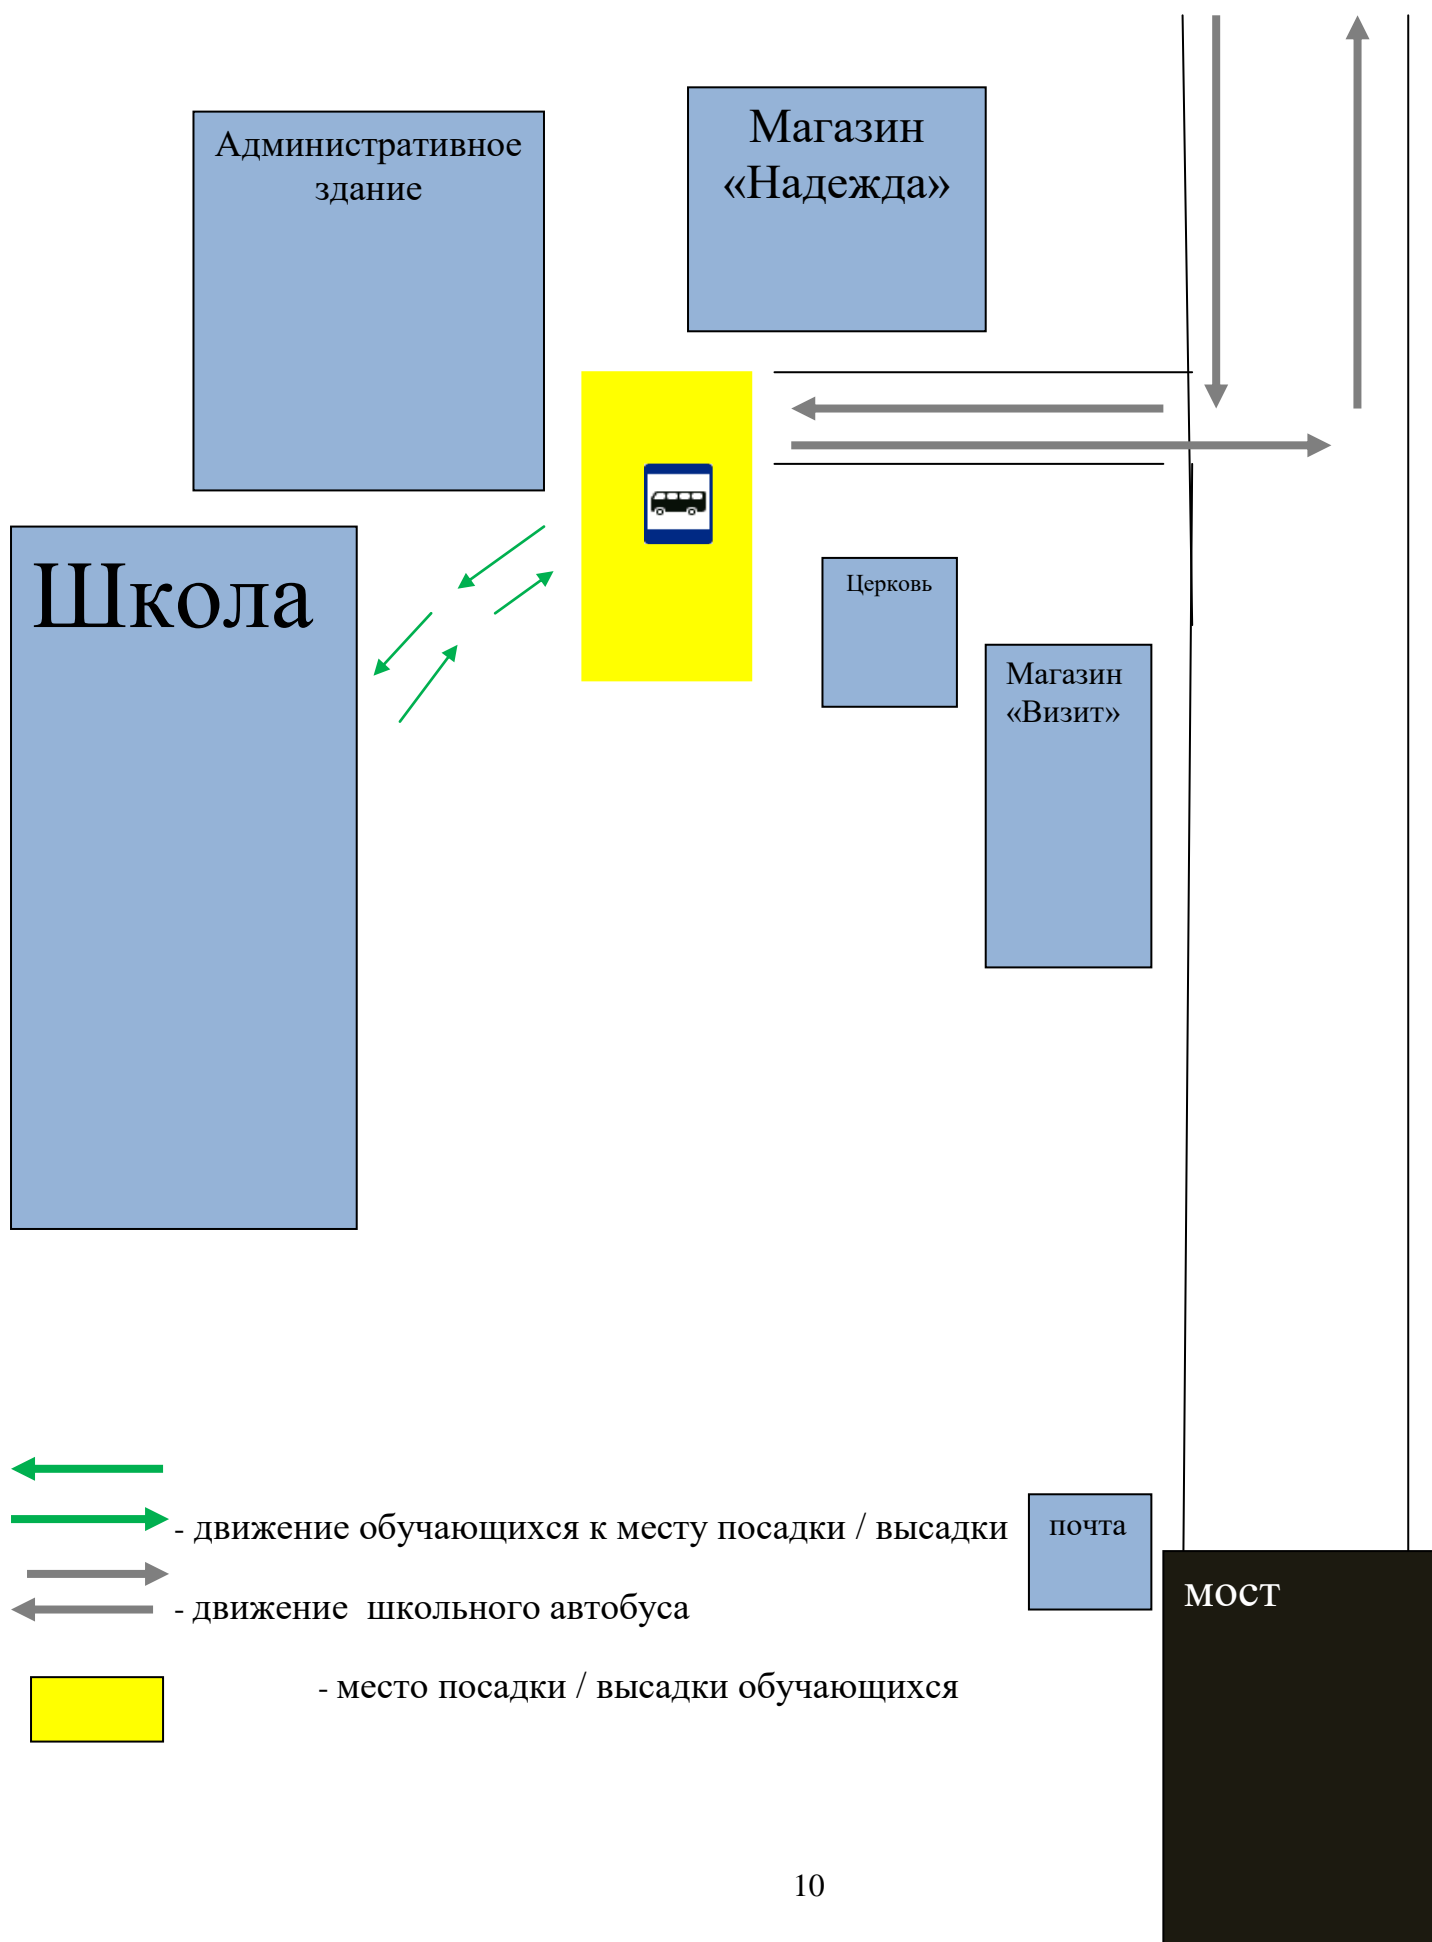 Административное
здание
Магазин
«Надежда»
Школа
Церковь
Магазин
«Визит»
- движение обучающихся к месту посадки / высадки
почта
мост
- движение школьного автобуса
- место посадки / высадки обучающихся
10